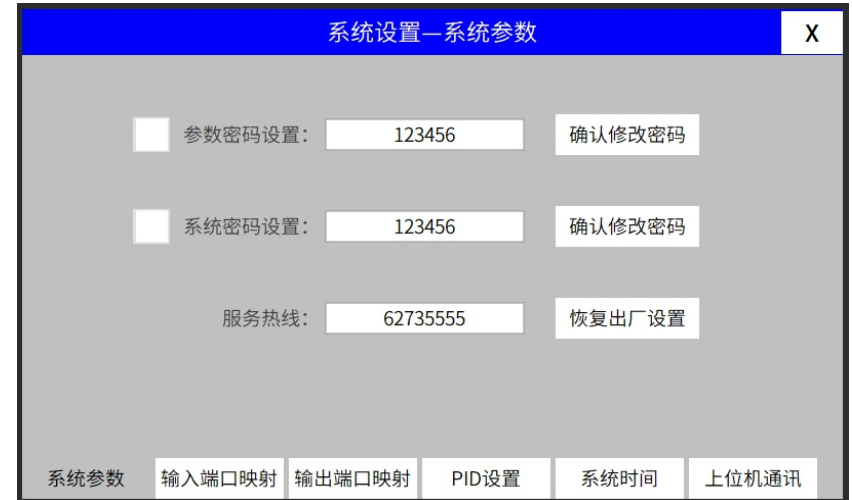 系统设置—系统参数 X
参数密码设置： 123456 确认修改密码
系统密码设置： 123456 确认修改密码
服务热线： 62735555 恢复出厂设置
系统参数 输入端口映射 输出端口映射 PID设置 系统时间 上位机通讯